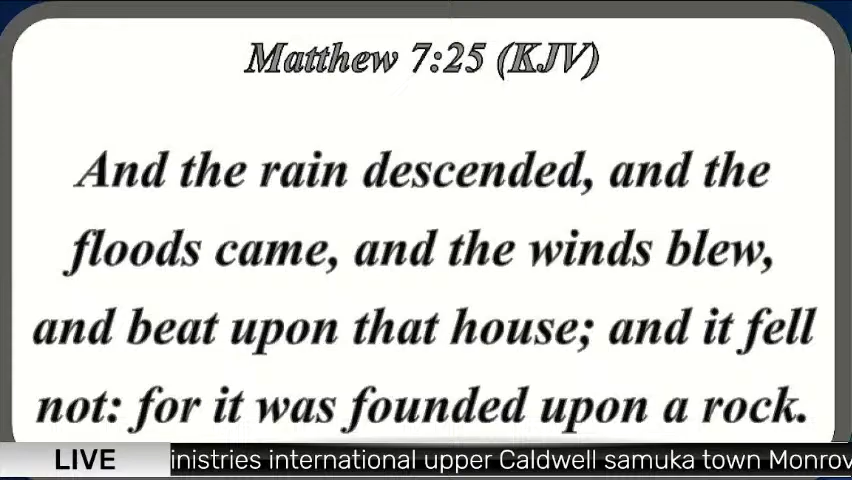 Matthew 7:25 (KJV)
And the rain descended, and the
floods came, and the winds blew,
and beat upon that house; and it fell
not: for it was founded upon a rock.
LIVE
inistries international upper Caldwell samuka town Monrov